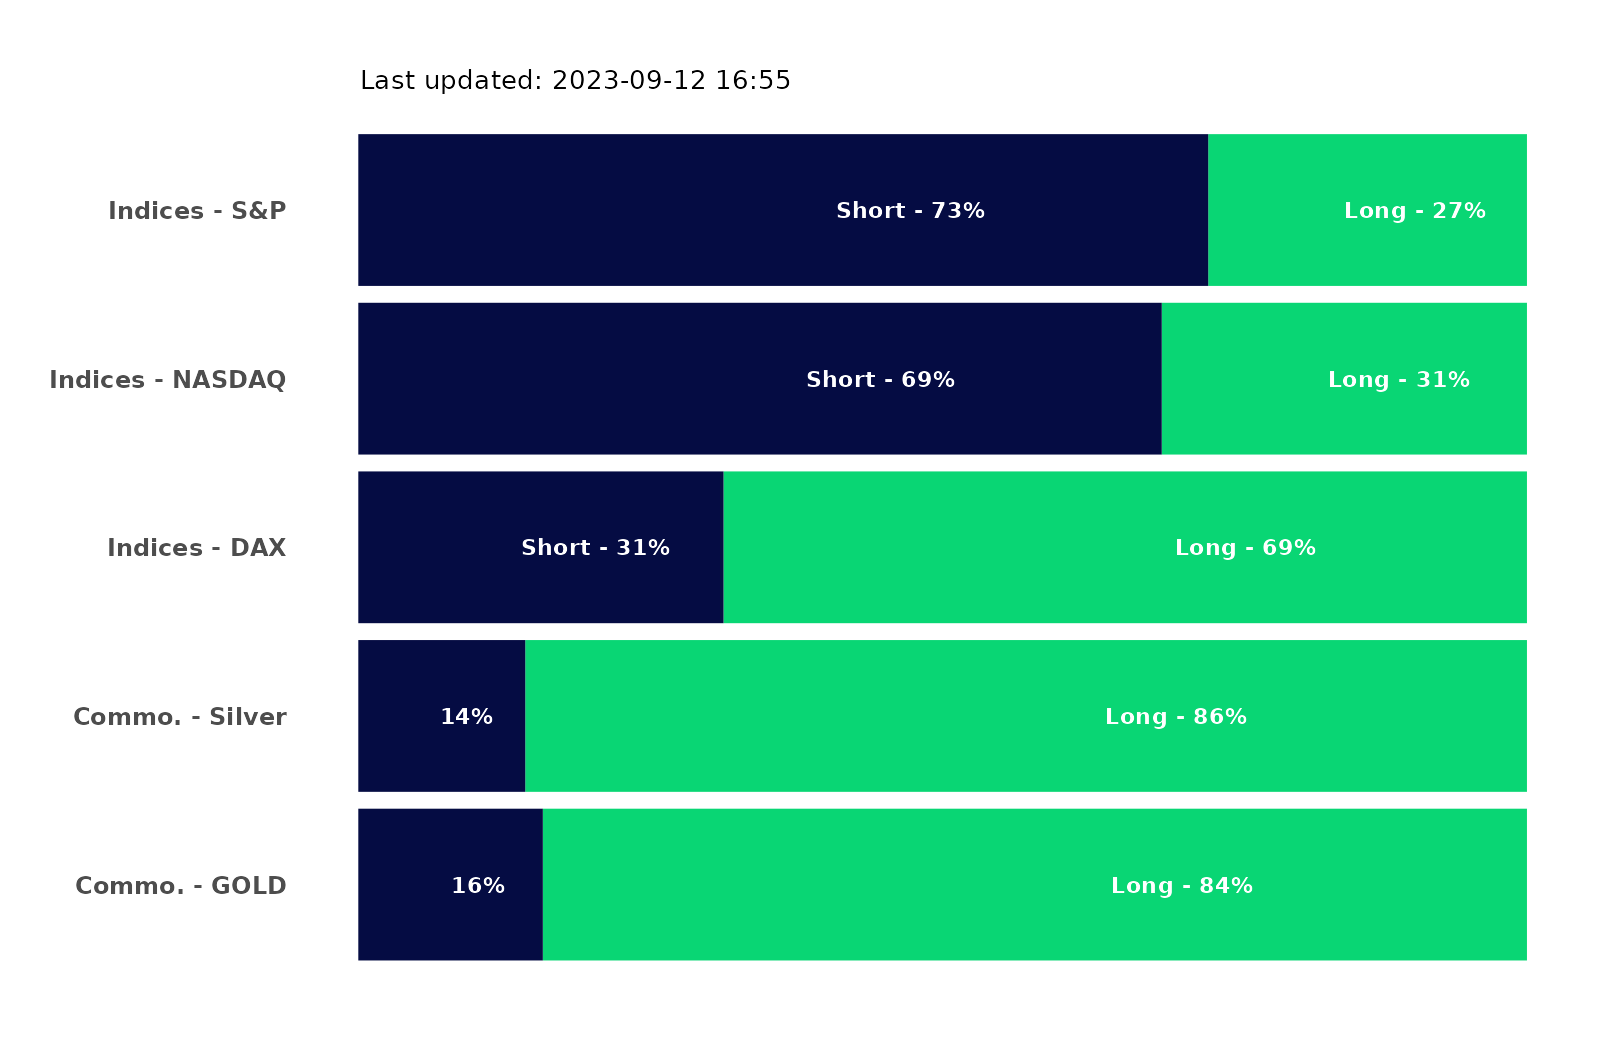 Last updated: 2023-09-12 16:55
Indices - S&P Short - 73% Long - 27%
Indices - NASDAQ Short - 69% Long - 31%
Indices - DAX Short - 31% Long - 69%
Commo. - Silver 14% Long - 86%
Commo. - GOLD 16% Long - 84%